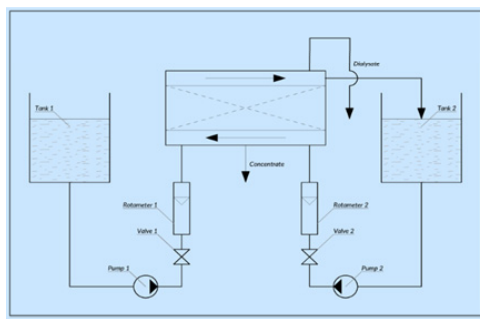 Dialysate
Tank 1
Tank 2
Concentrate
Rotameter 1
Rotameter 2
Valve 1
Valve 2
Pump 1
Pump 2